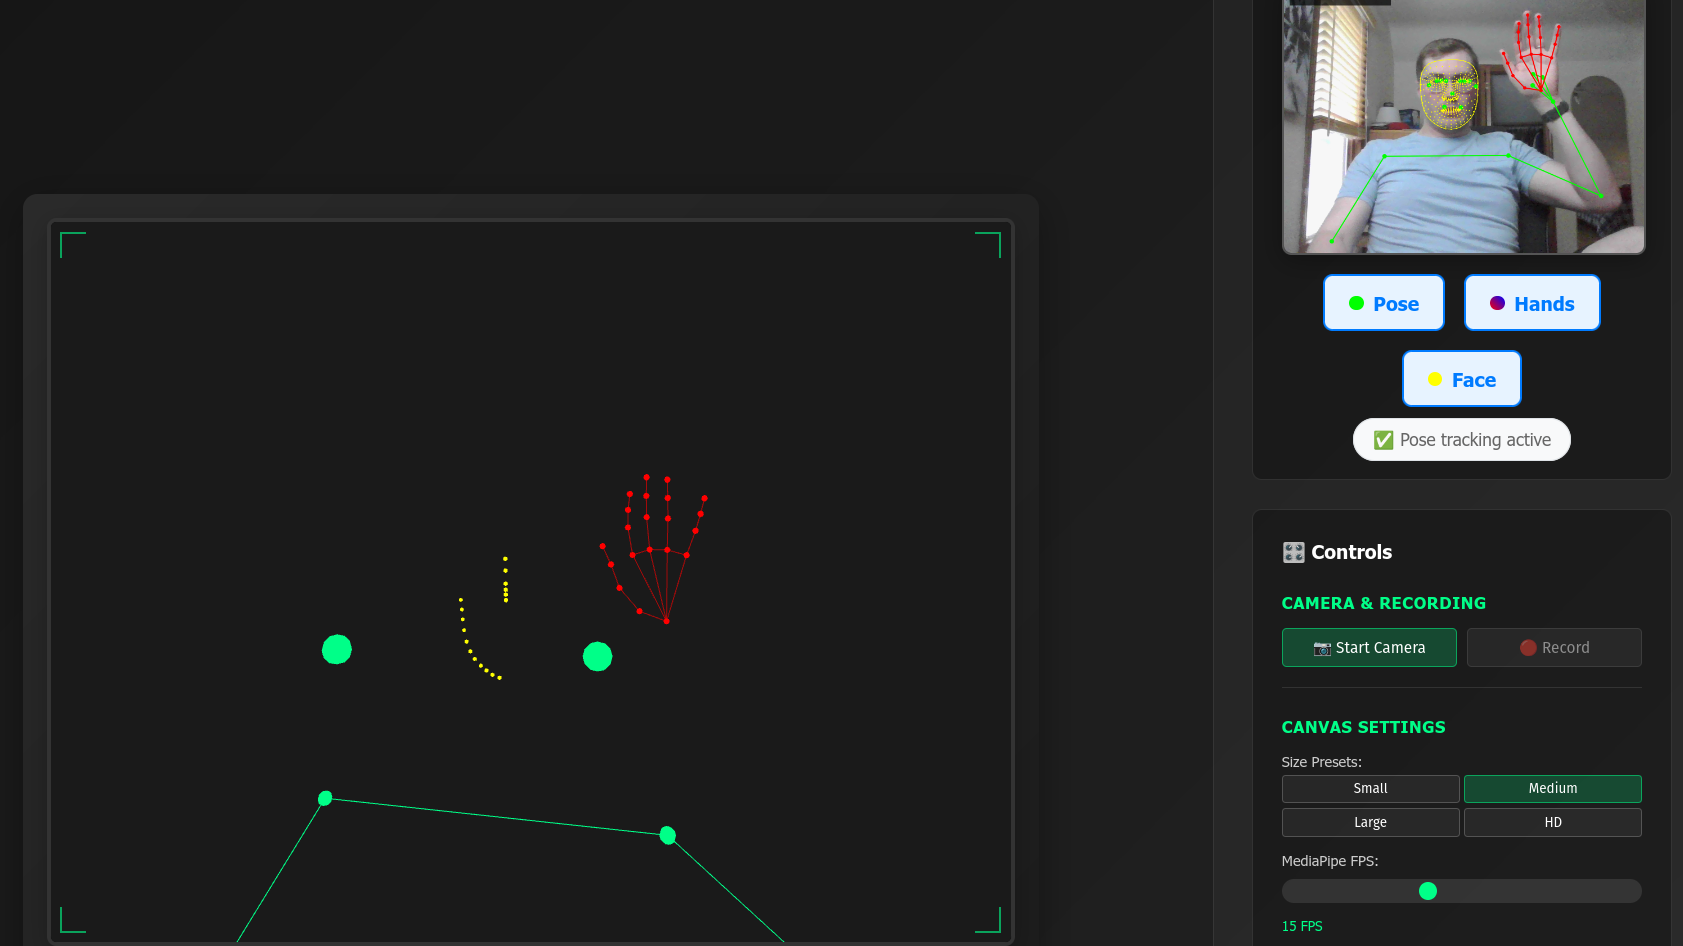 Pose
Hands
Face
✅ Pose tracking active
🎛️ Controls
CAMERA & RECORDING
📷 Start Camera
🔴 Record
CANVAS SETTINGS
Size Presets:
Small
Medium
Large
HD
MediaPipe FPS:
15 FPS